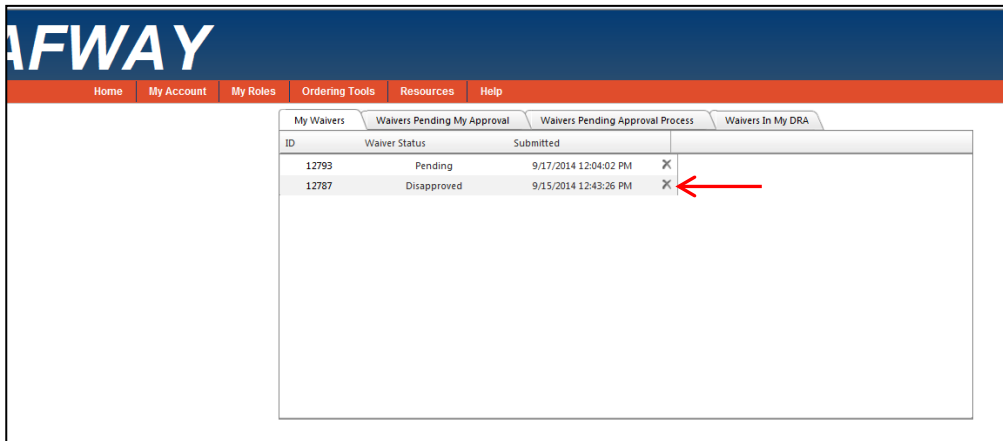 AFWAY
Home My Account My Roles Ordering Tools Resources Help
My Waivers Waivers Pending My Approval Waivers Pending Approval Process Waivers In My DRA
ID Waiver Status Submitted
12793 Pending 9/17/2014 12:04:02 PM X
12787 Disapproved 9/15/2014 12:43:26 PM X